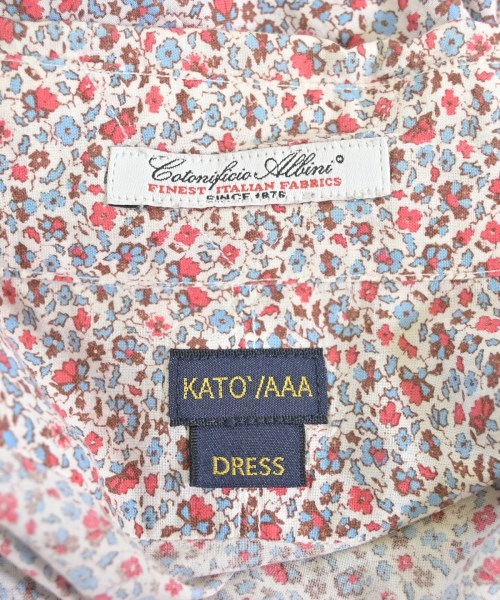 Cotonificio Albini®
FINEST ITALIAN FABRICS
SINCE 1876
KATO`/AAA
DRESS